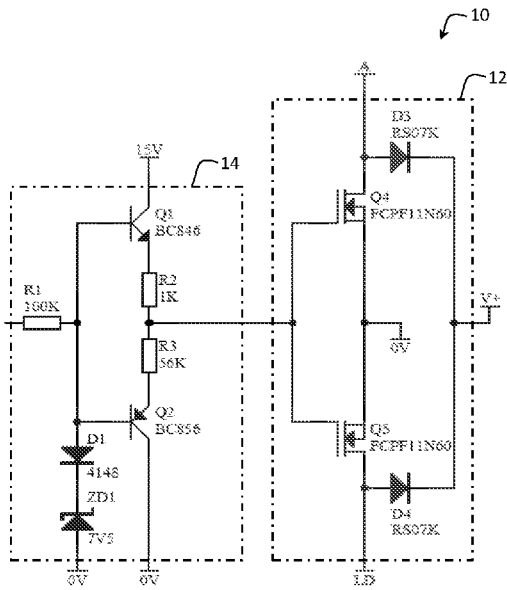 10
A
12
D3
RS07K
15V
14
Q1
BC846
Q4
FCPF11N60
R1
100K
R2
1K
V+
R3
56K
0V
Q2
BC856
Q5
FCPF11N60
D1
4148
ZD1
7V5
D4
RS07K
0V
0V
LD